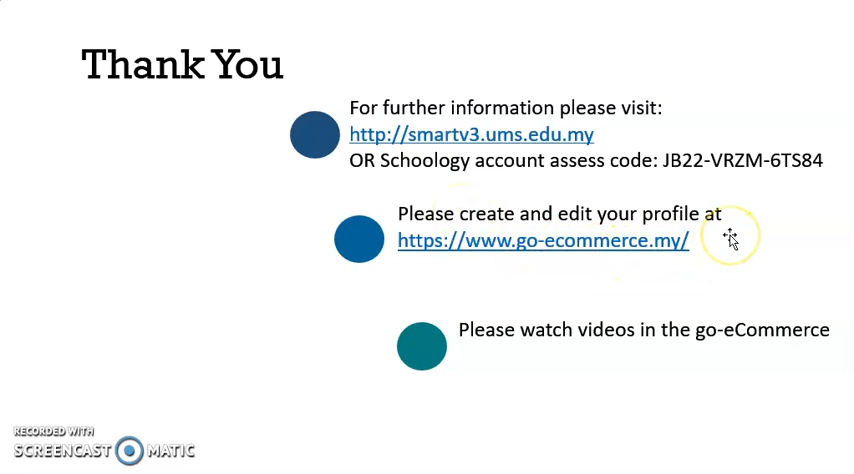 Thank You
For further information please visit:
http://smartv3.ums.edu.my
OR Schoology account assess code: JB22-VRZM-6TS84
Please create and edit your profile at
https://www.go-ecommerce.my/
Please watch videos in the go-eCommerce
RECORDED WITH
SCREENCAST MATIC